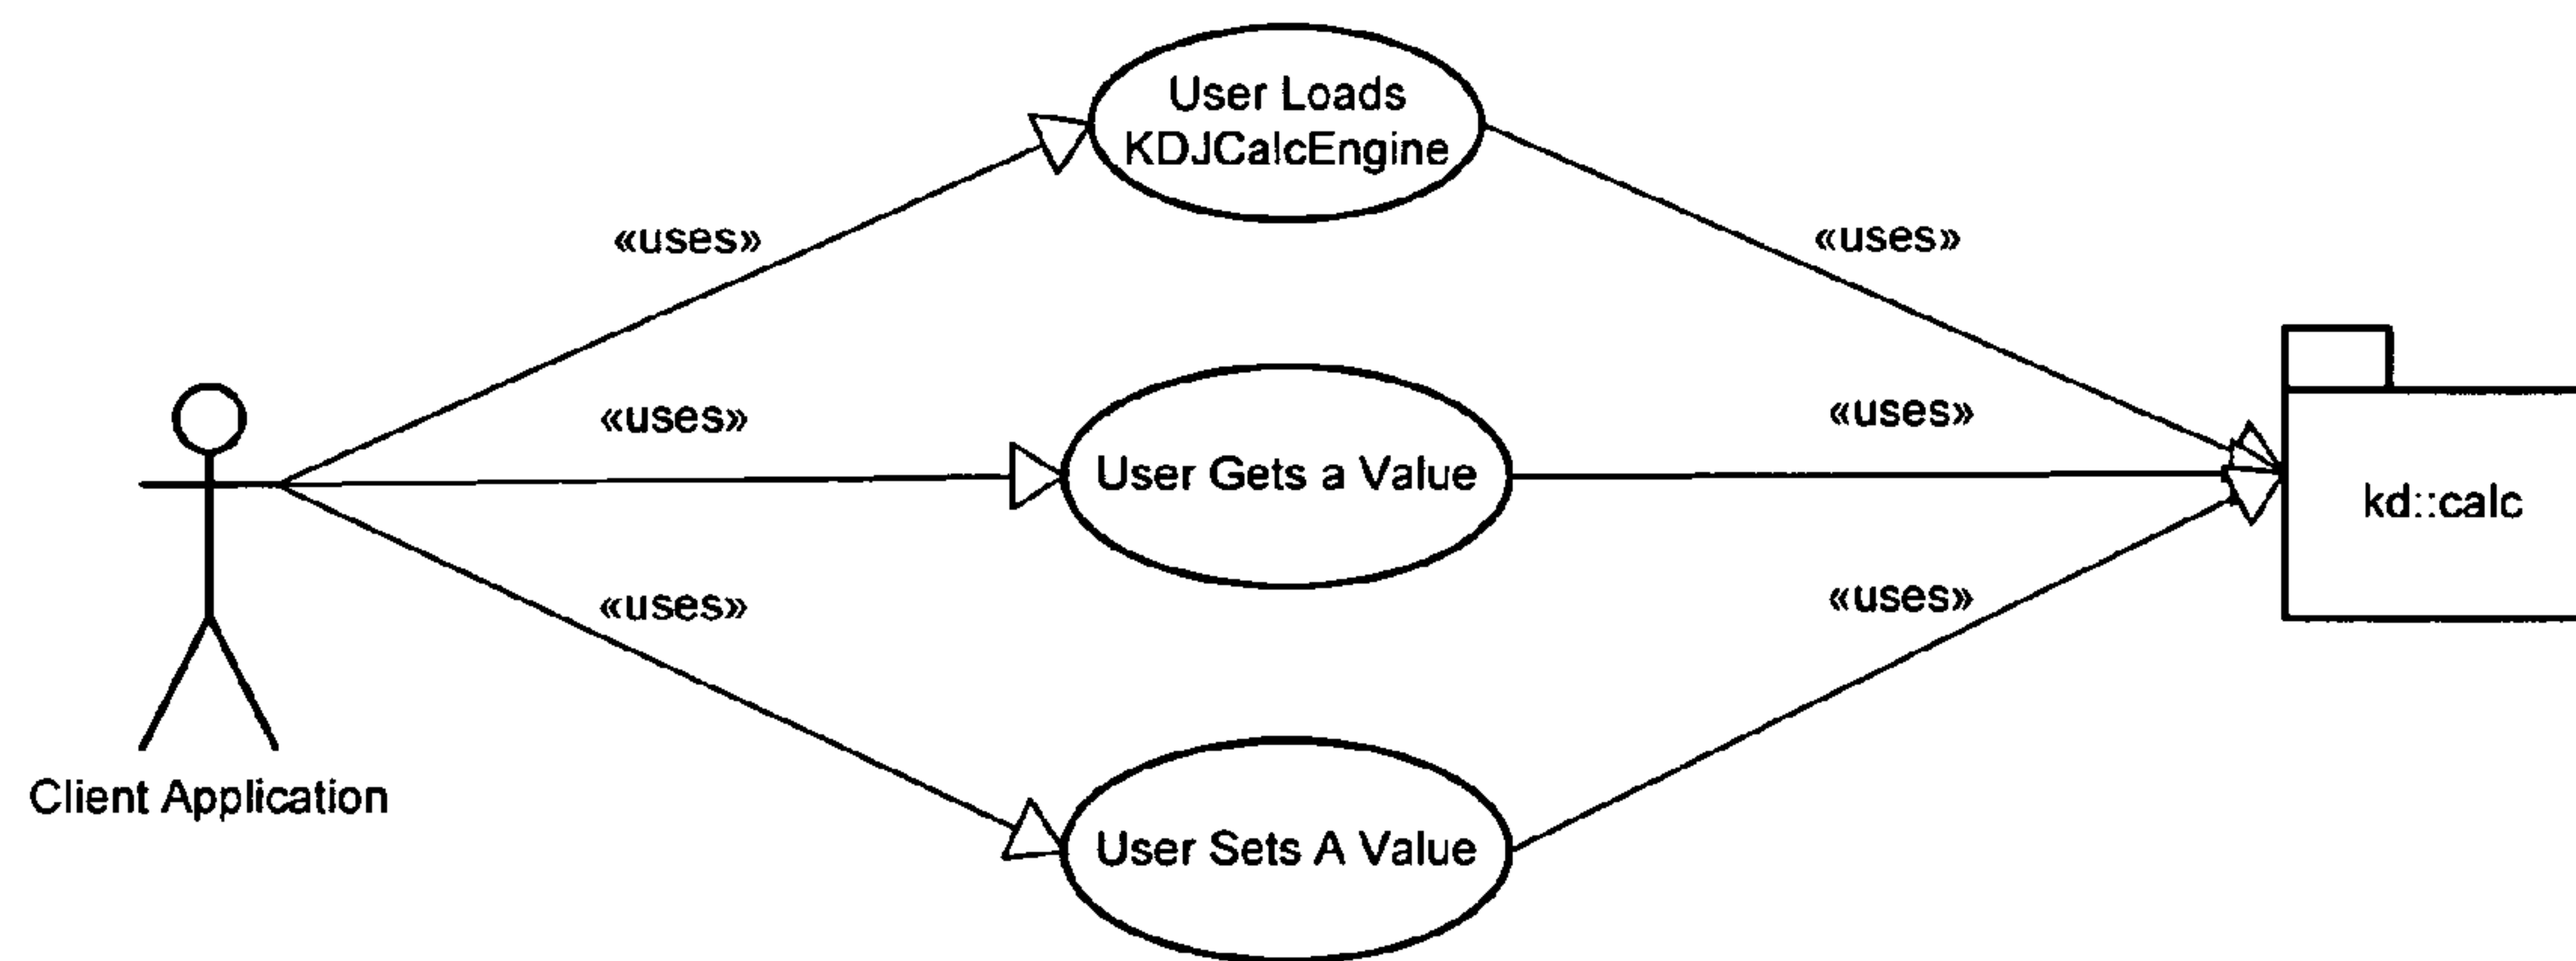 User Loads
KDJCalcEngine
«uses»
«uses»
«uses»
«uses»
User Gets a Value
kd::calc
«uses»
«uses»
Client Application
User Sets A Value